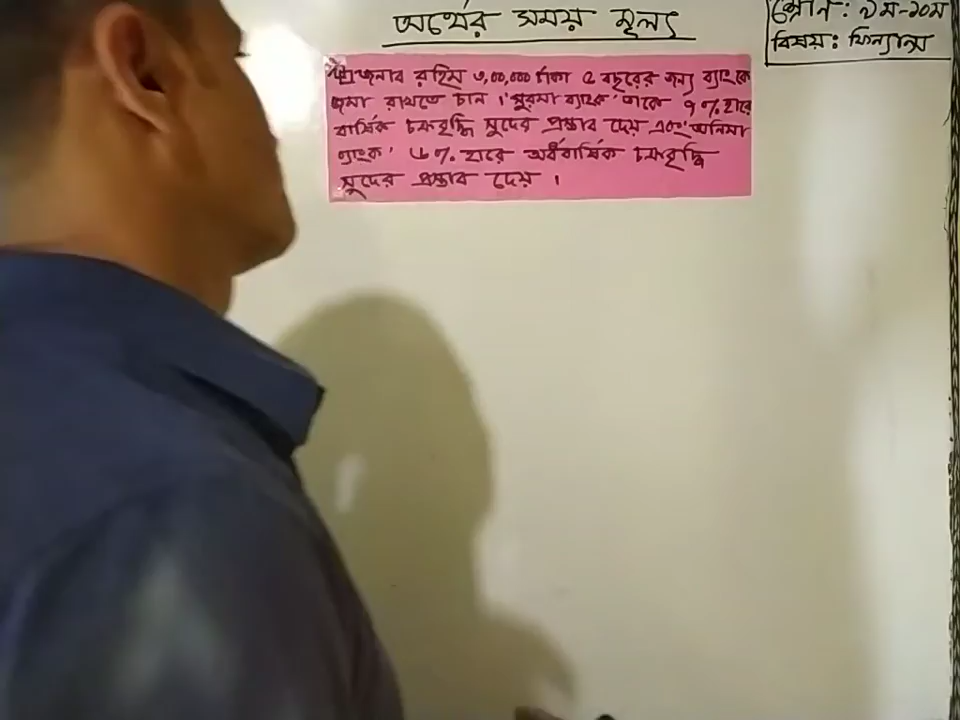 অর্থের সময় মূল্য
শ্রেণি: ৯ম-১০ম
বিষয়: ফিন্যান্স
জনাব রহিম ৩,০০,০০০ টাকা ৫ বছরের জন্য ব্যাংকে
জমা রাখতে চান । 'সুরমা ব্যাংক' তাকে ৭% হারে
বার্ষিক চক্রবৃদ্ধি সুদের প্রস্তাব দেয় এবং 'অনিমা
ব্যাংক' ৬% হারে অর্ধবার্ষিক চক্রবৃদ্ধি
সুদের প্রস্তাব দেয় ।